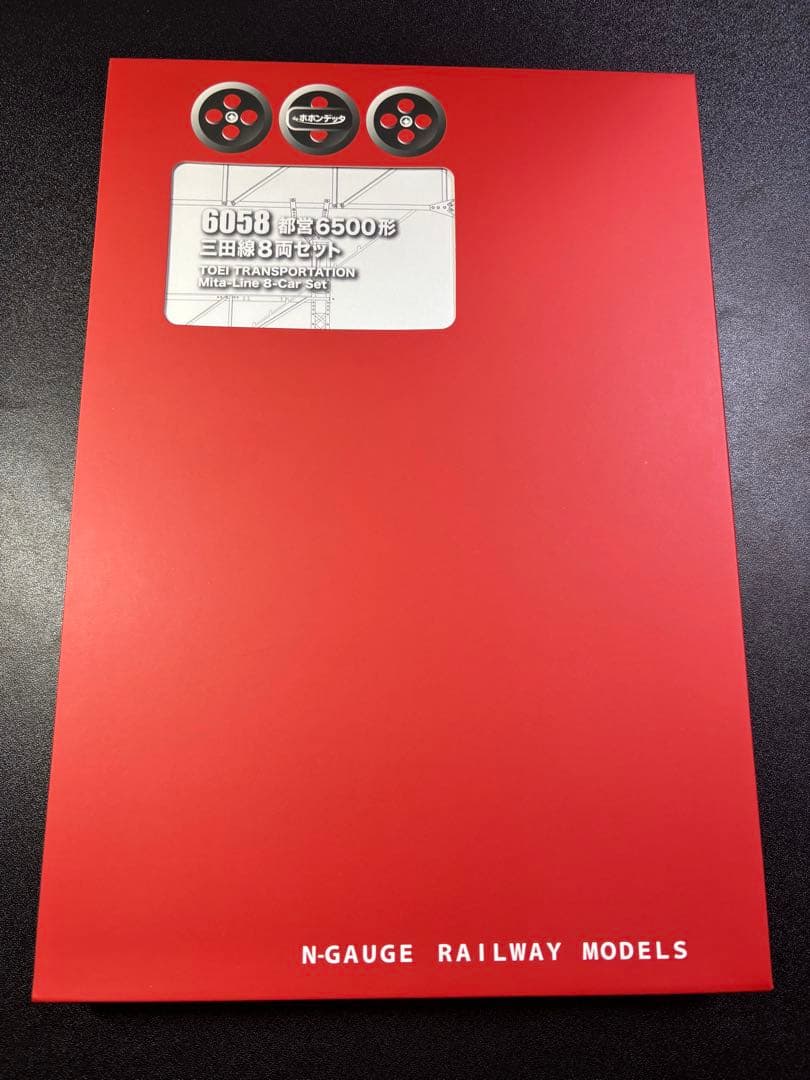 by ポポンデッタ
6058 都営6500形
三田線8両セット
TOEI TRANSPORTATION
Mita-Line 8-Car Set
N-GAUGE RAILWAY MODELS